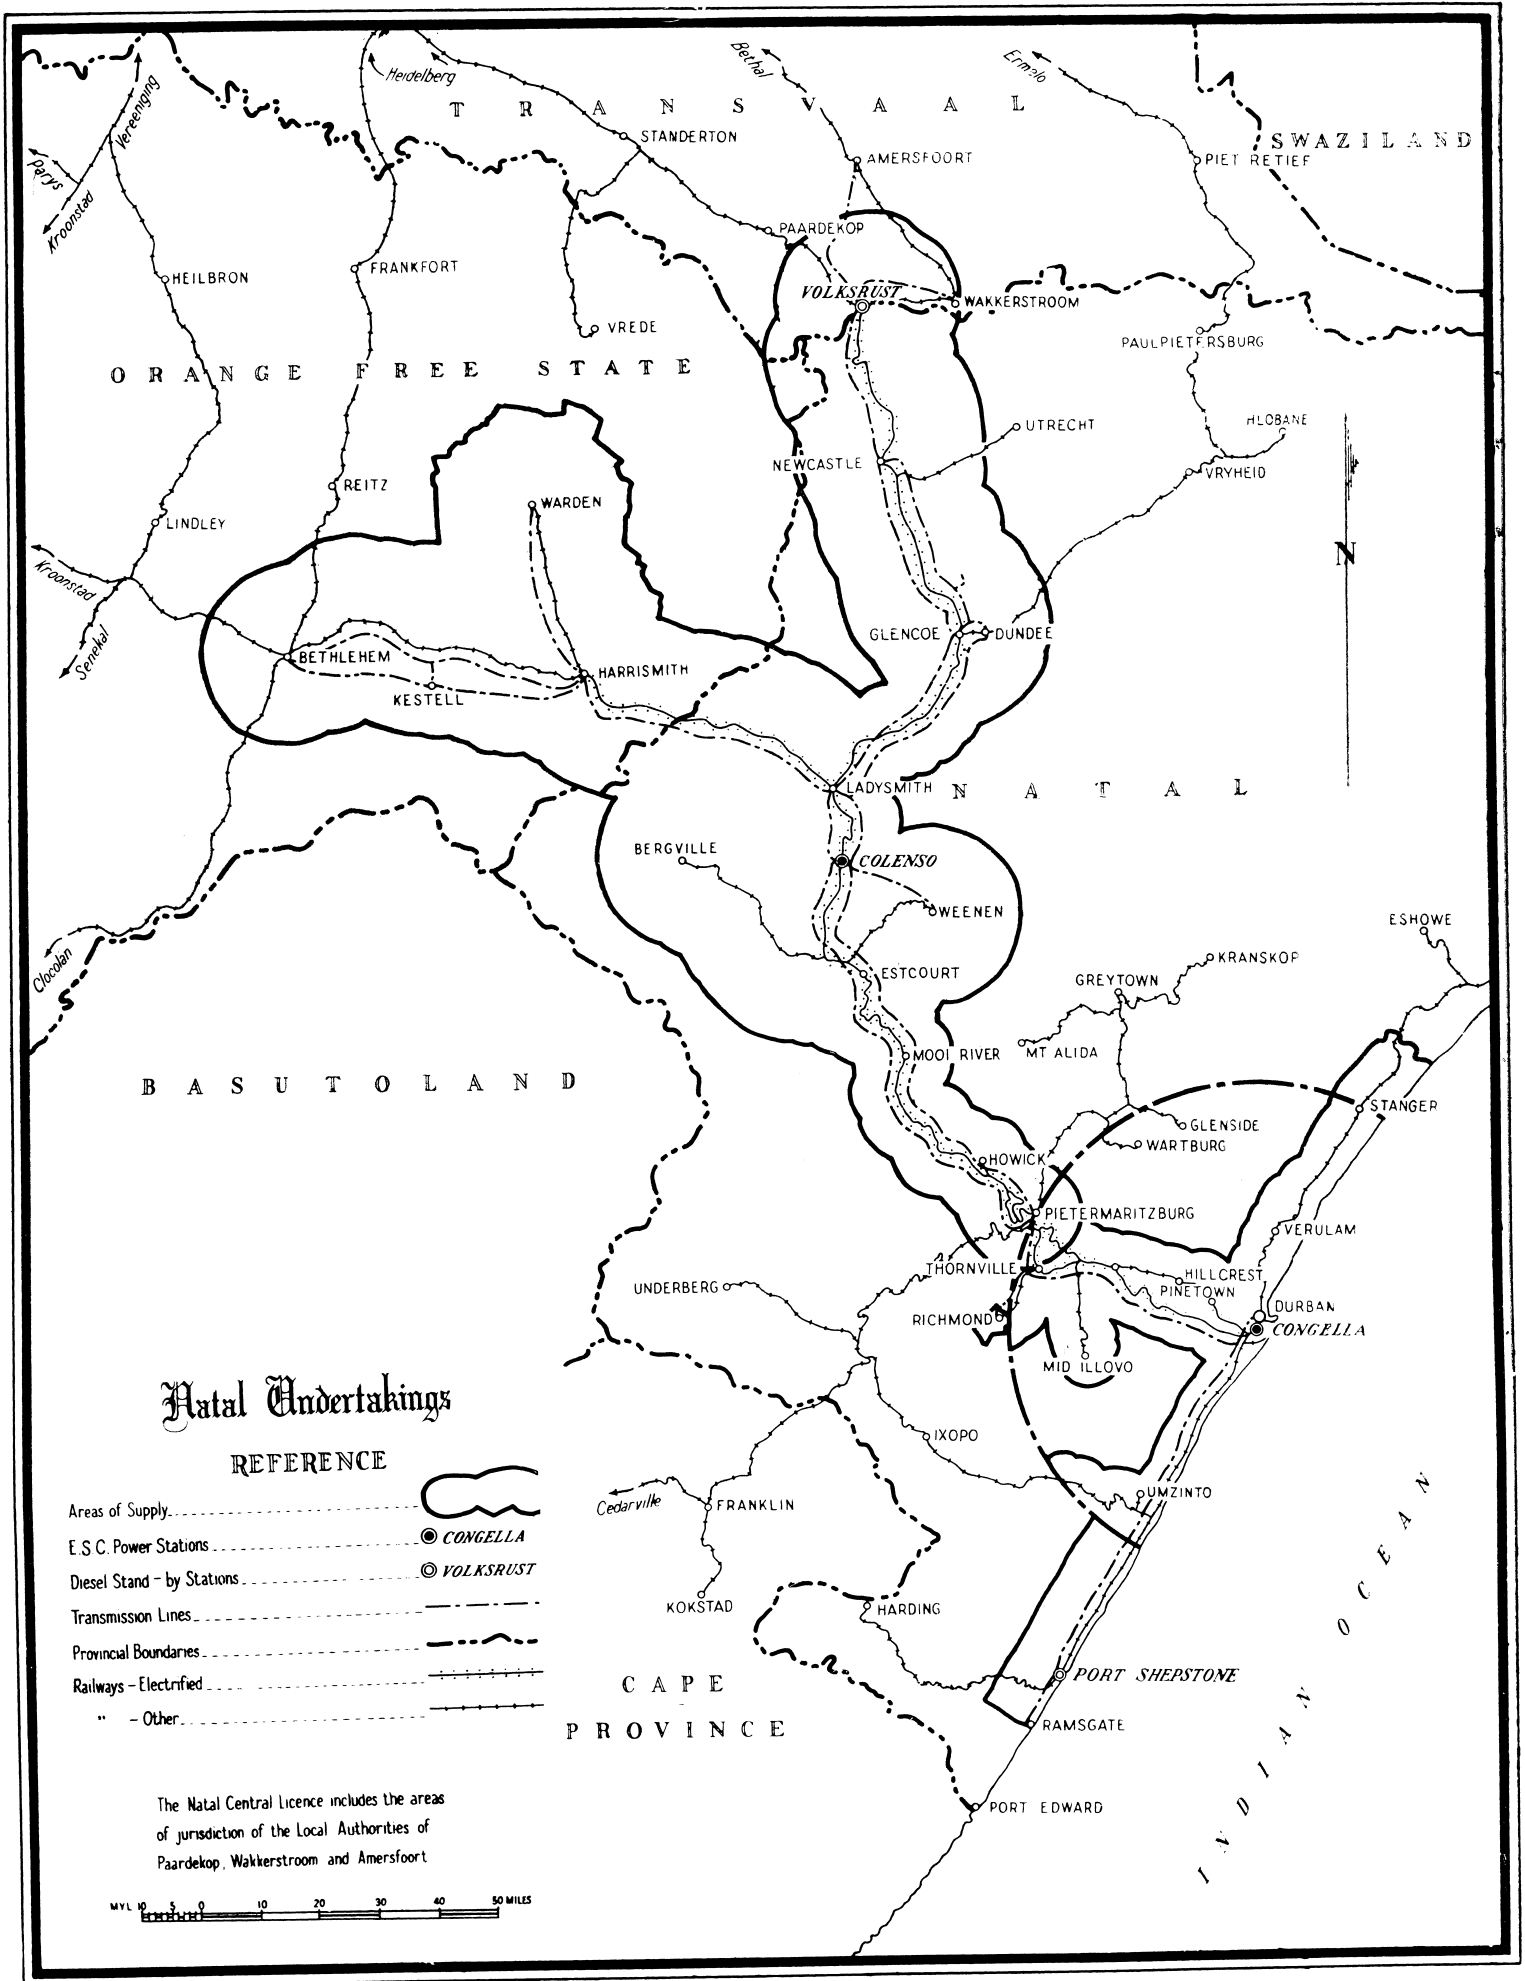 Bethal
Ermelo
Heidelberg
Vereeniging
T R A N S V A A L
STANDERTON
SWAZILAND
AMERSFOORT
PIET RETIEF
Parys
Kroonstad
PAARDEKOP
HEILBRON
FRANKFORT
VOLKSRUST
WAKKERSTROOM
VREDE
PAULPIETERSBURG
ORANGE FREE STATE
HLOBANE
UTRECHT
NEWCASTLE
VRYHEID
REITZ
WARDEN
LINDLEY
N
Kroonstad
GLENCOE
DUNDEE
Senekal
BETHLEHEM
HARRISMITH
KESTELL
LADYSMITH
N A T A L
BERGVILLE
COLENSO
WEENEN
ESHOWE
Clocolan
ESTCOURT
KRANSKOP
GREYTOWN
MOOI RIVER
MT ALIDA
B A S U T O L A N D
STANGER
GLENSIDE
WARTBURG
HOWICK
PIETERMARITZBURG
VERULAM
THORNVILLE
HILLCREST
UNDERBERG
PINETOWN
RICHMOND
DURBAN
CONGELLA
MID ILLOVO
IXOPO
UMZINTO
Cedarville
FRANKLIN
KOKSTAD
HARDING
PORT SHEPSTONE
CAPE
PROVINCE
RAMSGATE
PORT EDWARD
INDIAN OCEAN
Natal Undertakings
REFERENCE
Areas of Supply
E.S.C. Power Stations CONGELLA
Diesel Stand-by Stations VOLKSRUST
Transmission Lines
Provincial Boundaries
Railways - Electrified
" - Other
The Natal Central Licence includes the areas
of jurisdiction of the Local Authorities of
Paardekop, Wakkerstroom and Amersfoort
MYL 10 5 0 10 20 30 40 50 MILES